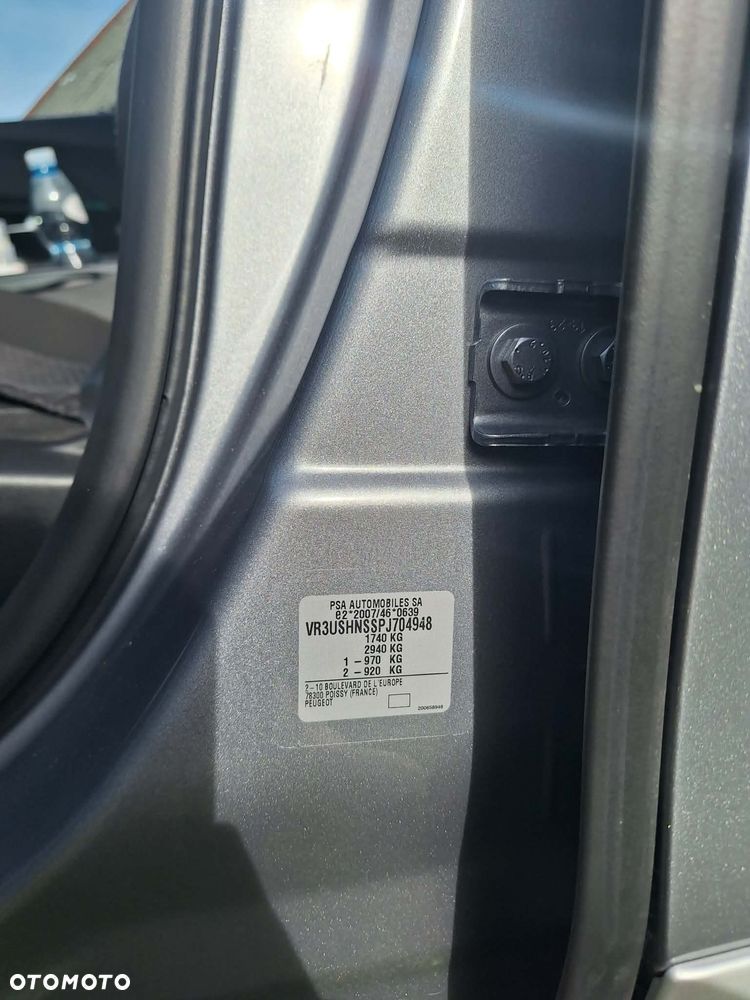 PSA AUTOMOBILES SA
e2*2007/46*0639
VR3USHNSSPJ704948
1740 KG
2940 KG
1 - 970 KG
2 - 920 KG
2-10 BOULEVARD DE L'EUROPE
78300 POISSY (FRANCE)
PEUGEOT
200658948
OTOMOTO